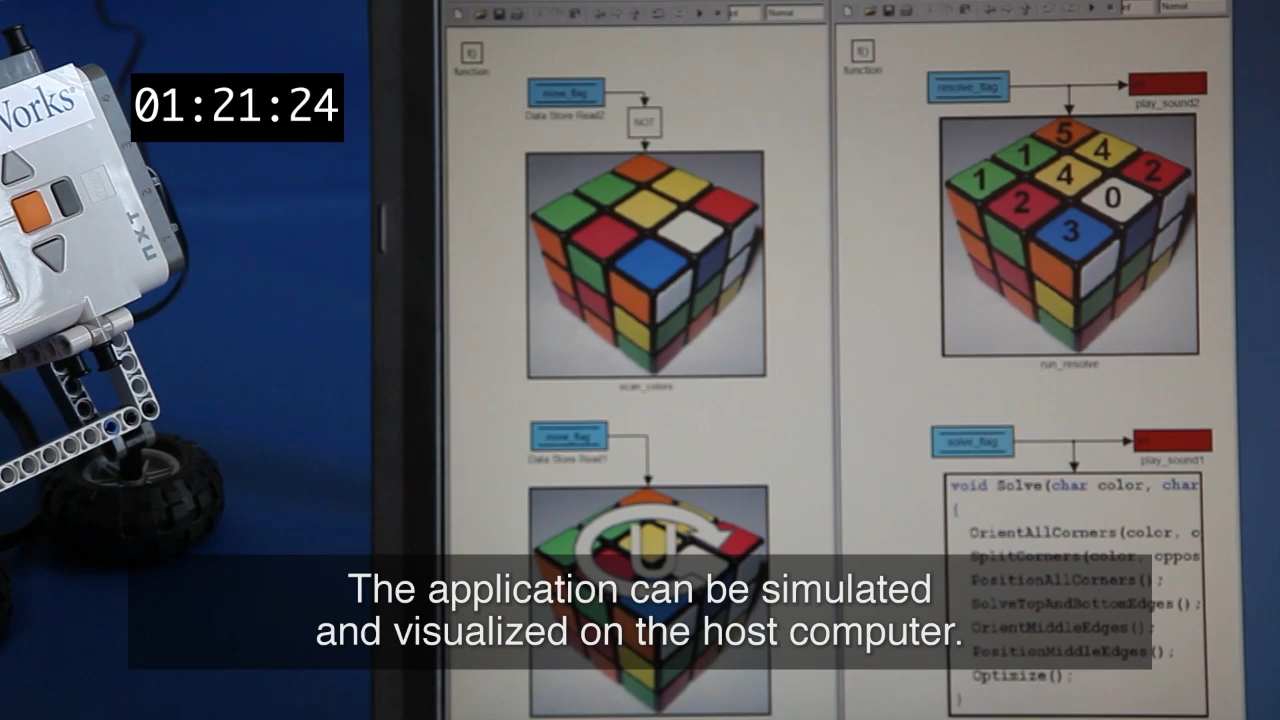 Works
NXT
01:21:24
Normal
function
move_flag
Data Store Read2
NOT
scan_colors
move_flag
Data Store Read1
U
Normal
function
resolve_flag
play_sound2
5
1 4
1 4 2
2 0
3
run_resolve
solve_flag
play_sound1
void Solve(char color, char
{
OrientAllCorners(color, o
SplitCorners(color, oppos
PositionAllCorners();
SolveTopAndBottomEdges();
OrientMiddleEdges();
PositionMiddleEdges();
Optimize();
}
The application can be simulated
and visualized on the host computer.